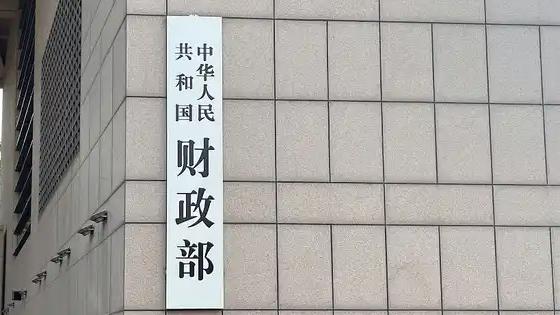 中华人民
共和国
财政部